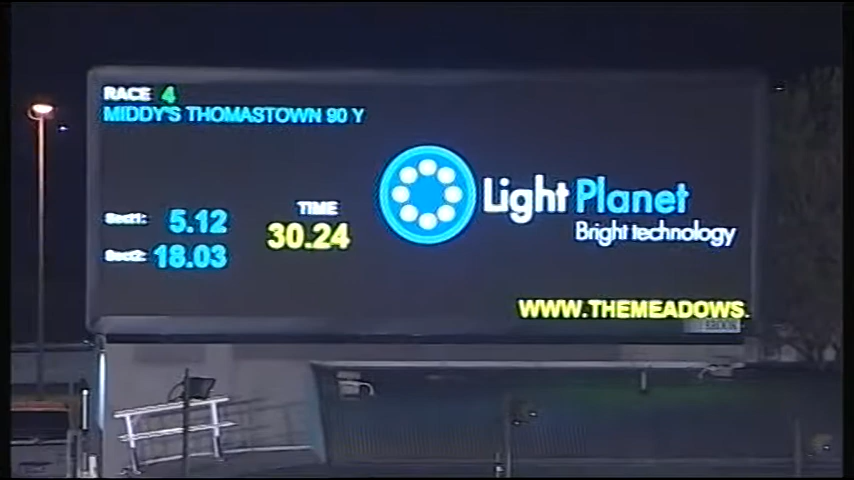 RACE 4
MIDDY'S THOMASTOWN 90 Y
Sect1: 5.12
TIME
30.24
Sect2: 18.03
Light Planet
Bright technology
WWW.THEMEADOWS.